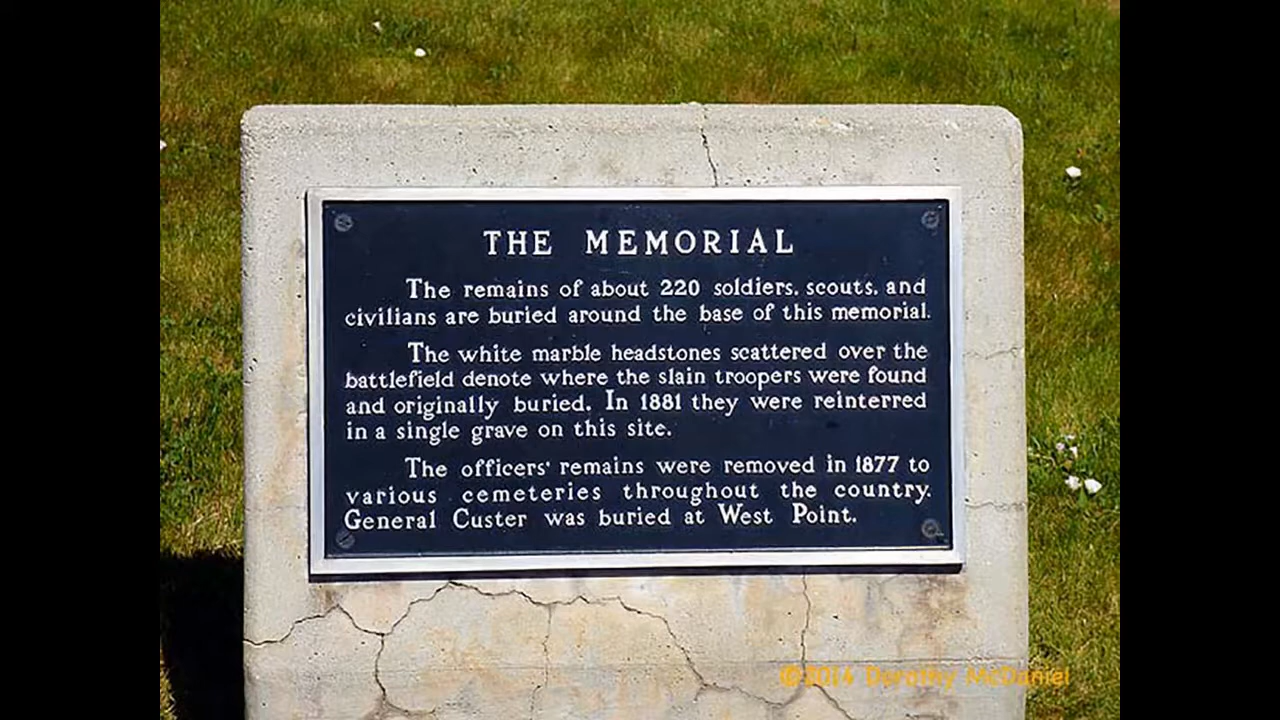 THE MEMORIAL
The remains of about 220 soldiers, scouts, and
civilians are buried around the base of this memorial.
The white marble headstones scattered over the
battlefield denote where the slain troopers were found
and originally buried. In 1881 they were reinterred
in a single grave on this site.
The officers' remains were removed in 1877 to
various cemeteries throughout the country.
General Custer was buried at West Point.
©2014 Dorothy McDaniel